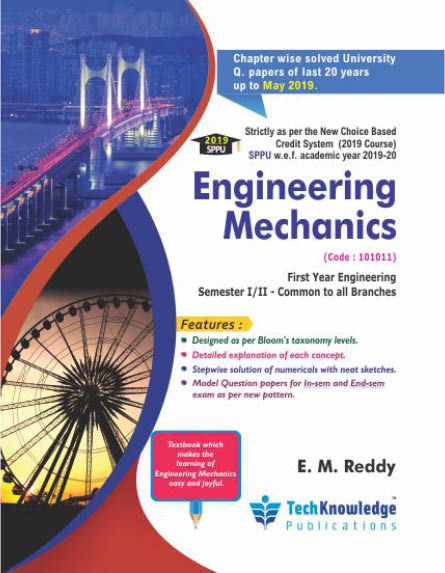 Chapter wise solved University
Q. papers of last 20 years
up to May 2019.
2019
SPPU
Strictly as per the New Choice Based
Credit System (2019 Course)
SPPU w.e.f. academic year 2019-20
Engineering
Mechanics
(Code : 101011)
First Year Engineering
Semester I/II - Common to all Branches
Features :
Designed as per Bloom's taxonomy levels.
Detailed explanation of each concept.
Stepwise solution of numericals with neat sketches.
Model Question papers for In-sem and End-sem
exam as per new pattern.
Textbook which
makes the
learning of
Engineering Mechanics
easy and joyful.
E. M. Reddy
TechKnowledge™
Publications